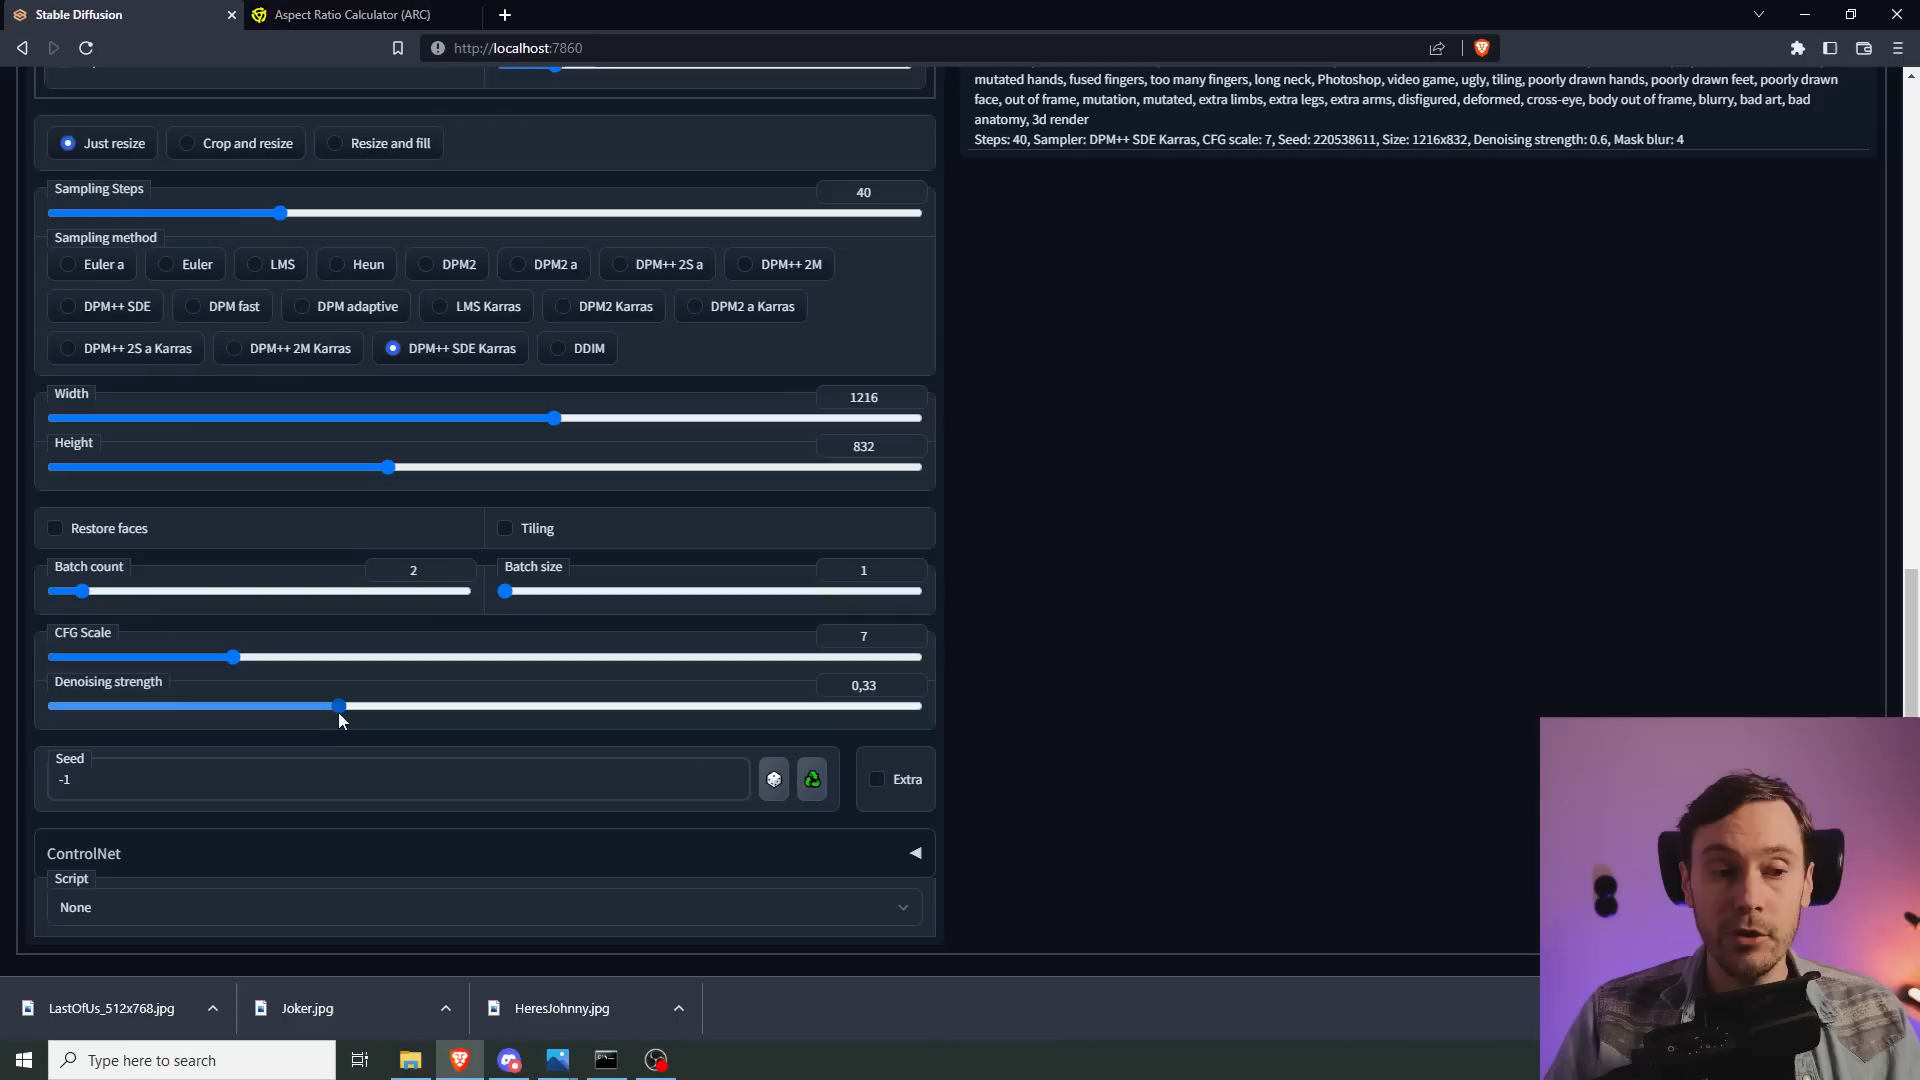 Stable Diffusion
Aspect Ratio Calculator (ARC)
http://localhost:7860
mutated hands, fused fingers, too many fingers, long neck, Photoshop, video game, ugly, tiling, poorly drawn hands, poorly drawn feet, poorly drawn
face, out of frame, mutation, mutated, extra limbs, extra legs, extra arms, disfigured, deformed, cross-eye, body out of frame, blurry, bad art, bad
anatomy, 3d render
Steps: 40, Sampler: DPM++ SDE Karras, CFG scale: 7, Seed: 220538611, Size: 1216x832, Denoising strength: 0.6, Mask blur: 4
Just resize Crop and resize Resize and fill
Sampling Steps 40
Sampling method
Euler a Euler LMS Heun DPM2 DPM2 a DPM++ 2S a DPM++ 2M
DPM++ SDE DPM fast DPM adaptive LMS Karras DPM2 Karras DPM2 a Karras
DPM++ 2S a Karras DPM++ 2M Karras DPM++ SDE Karras DDIM
Width 1216
Height 832
Restore faces Tiling
Batch count 2 Batch size 1
CFG Scale 7
Denoising strength 0,33
Seed
-1
Extra
ControlNet
Script
None
LastOfUs_512x768.jpg Joker.jpg HeresJohnny.jpg
Type here to search